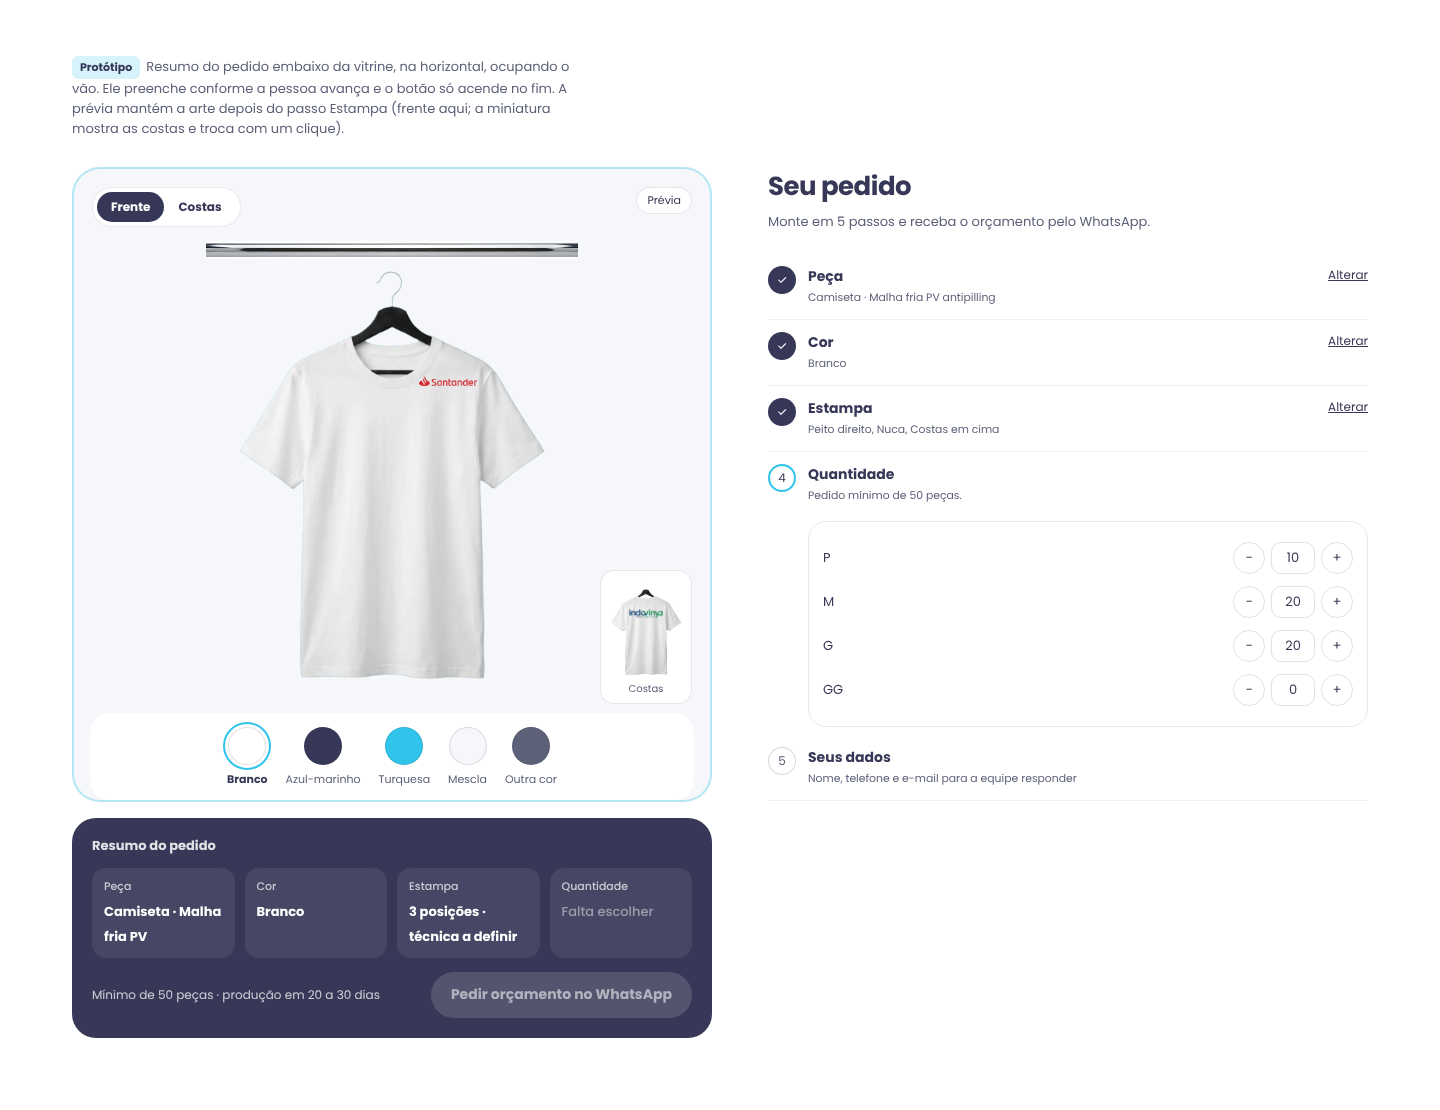 Protótipo Resumo do pedido embaixo da vitrine, na horizontal, ocupando o
vão. Ele preenche conforme a pessoa avança e o botão só acende no fim. A
prévia mantém a arte depois do passo Estampa (frente aqui; a miniatura
mostra as costas e troca com um clique).
Frente Costas
Prévia
Santander
indovinya
Costas
Branco Azul-marinho Turquesa Mescla Outra cor
Resumo do pedido
Peça
Camiseta · Malha
fria PV
Cor
Branco
Estampa
3 posições ·
técnica a definir
Quantidade
Falta escolher
Mínimo de 50 peças · produção em 20 a 30 dias
Pedir orçamento no WhatsApp
Seu pedido
Monte em 5 passos e receba o orçamento pelo WhatsApp.
Peça Alterar
Camiseta · Malha fria PV antipilling
Cor Alterar
Branco
Estampa Alterar
Peito direito, Nuca, Costas em cima
4 Quantidade
Pedido mínimo de 50 peças.
P - 10 +
M - 20 +
G - 20 +
GG - 0 +
5 Seus dados
Nome, telefone e e-mail para a equipe responder